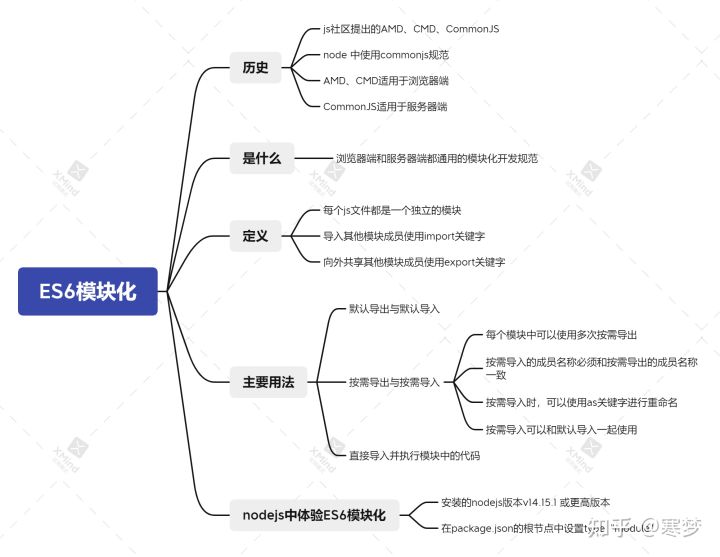 ES6模块化
历史
js社区提出的AMD、CMD、CommonJS
node 中使用commonjs规范
AMD、CMD适用于浏览器端
CommonJS适用于服务器端
是什么
浏览器端和服务器端都通用的模块化开发规范
定义
每个js文件都是一个独立的模块
导入其他模块成员使用import关键字
向外共享其他模块成员使用export关键字
主要用法
默认导出与默认导入
按需导出与按需导入
每个模块中可以使用多次按需导出
按需导入的成员名称必须和按需导出的成员名称
一致
按需导入时，可以使用as关键字进行重命名
按需导入可以和默认导入一起使用
直接导入并执行模块中的代码
nodejs中体验ES6模块化
安装的nodejs版本v14.15.1 或更高版本
在package.json的根节点中设置type
知乎 @寒梦
XMind
XMind
XMind
XMind
XMind
XMind